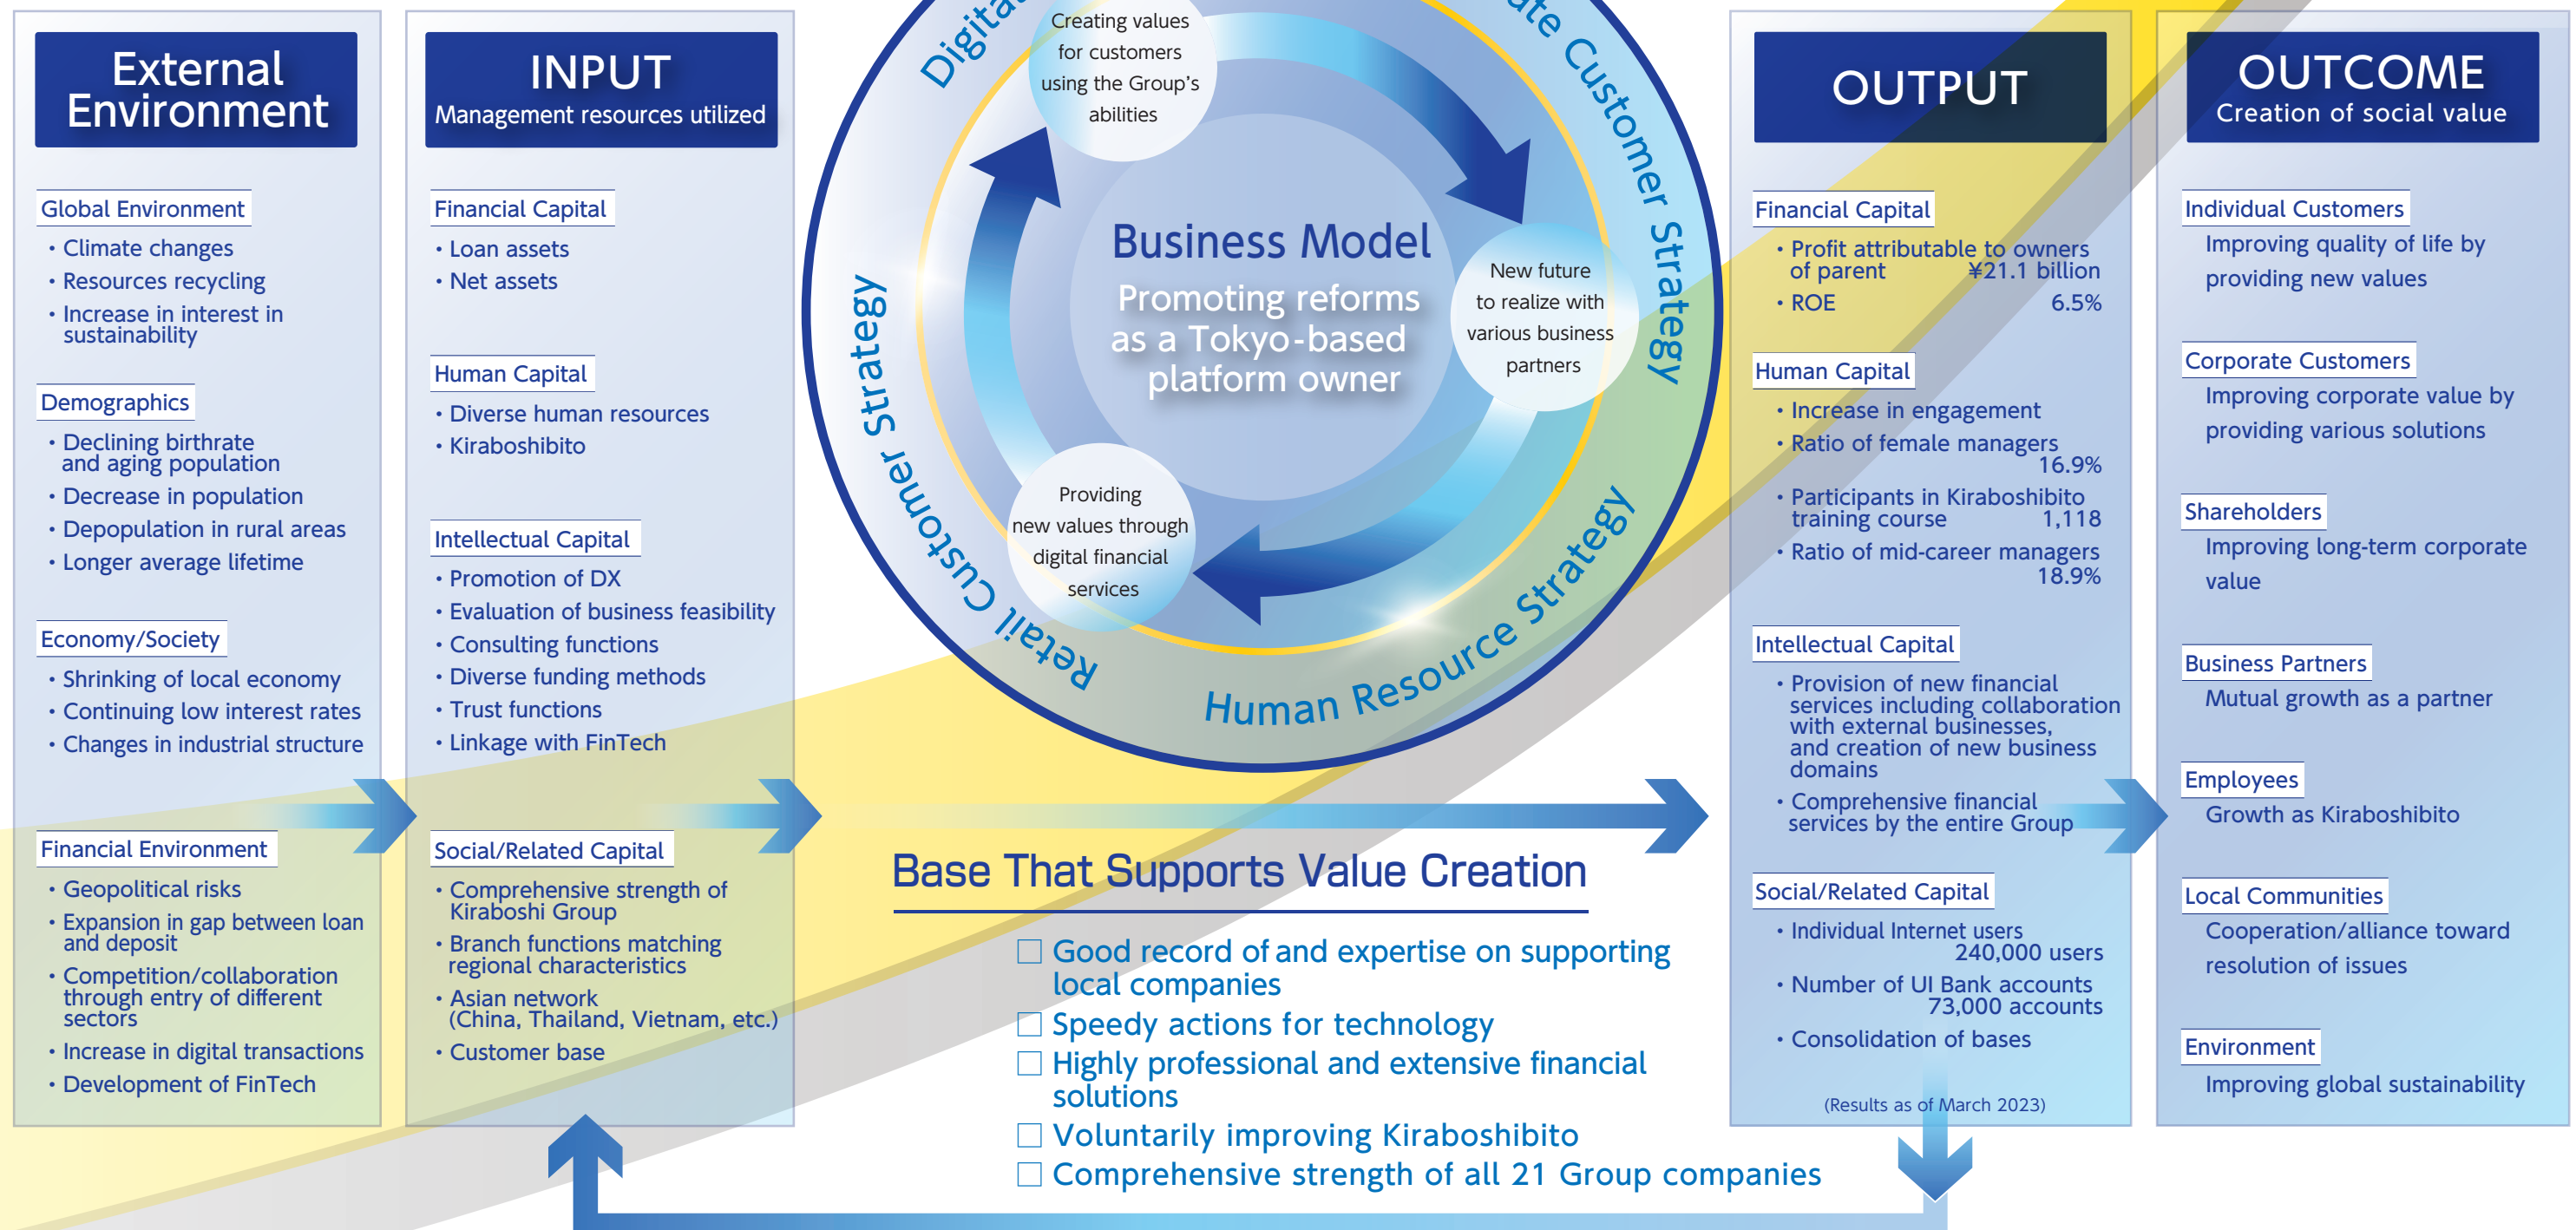 External
Environment
Global Environment
• Climate changes
• Resources recycling
• Increase in interest in
sustainability
Demographics
• Declining birthrate
and aging population
• Decrease in population
• Depopulation in rural areas
• Longer average lifetime
Economy/Society
• Shrinking of local economy
• Continuing low interest rates
• Changes in industrial structure
Financial Environment
• Geopolitical risks
• Expansion in gap between loan
and deposit
• Competition/collaboration
through entry of different
sectors
• Increase in digital transactions
• Development of FinTech
INPUT
Management resources utilized
Financial Capital
• Loan assets
• Net assets
Human Capital
• Diverse human resources
• Kiraboshibito
Intellectual Capital
• Promotion of DX
• Evaluation of business feasibility
• Consulting functions
• Diverse funding methods
• Trust functions
• Linkage with FinTech
Social/Related Capital
• Comprehensive strength of
Kiraboshi Group
• Branch functions matching
regional characteristics
• Asian network
(China, Thailand, Vietnam, etc.)
• Customer base
Digital
Customer Strategy
Human Resource Strategy
Retail Customer Strategy
Creating values
for customers
using the Group's
abilities
New future
to realize with
various business
partners
Providing
new values through
digital financial
services
Business Model
Promoting reforms
as a Tokyo-based
platform owner
Base That Supports Value Creation
□ Good record of and expertise on supporting
local companies
□ Speedy actions for technology
□ Highly professional and extensive financial
solutions
□ Voluntarily improving Kiraboshibito
□ Comprehensive strength of all 21 Group companies
OUTPUT
Financial Capital
• Profit attributable to owners
of parent ¥21.1 billion
• ROE 6.5%
Human Capital
• Increase in engagement
• Ratio of female managers
16.9%
• Participants in Kiraboshibito
training course 1,118
• Ratio of mid-career managers
18.9%
Intellectual Capital
• Provision of new financial
services including collaboration
with external businesses,
and creation of new business
domains
• Comprehensive financial
services by the entire Group
Social/Related Capital
• Individual Internet users
240,000 users
• Number of UI Bank accounts
73,000 accounts
• Consolidation of bases
(Results as of March 2023)
OUTCOME
Creation of social value
Individual Customers
Improving quality of life by
providing new values
Corporate Customers
Improving corporate value by
providing various solutions
Shareholders
Improving long-term corporate
value
Business Partners
Mutual growth as a partner
Employees
Growth as Kiraboshibito
Local Communities
Cooperation/alliance toward
resolution of issues
Environment
Improving global sustainability